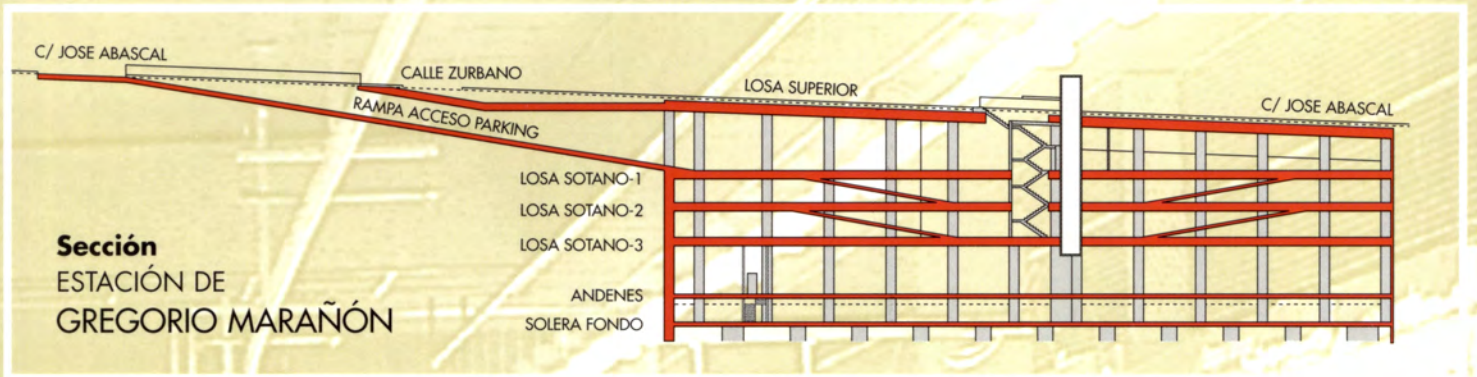 C/ JOSE ABASCAL
CALLE ZURBANO
LOSA SUPERIOR
C/ JOSE ABASCAL
RAMPA ACCESO PARKING
LOSA SOTANO-1
LOSA SOTANO-2
LOSA SOTANO-3
ANDENES
SOLERA FONDO
Sección
ESTACIÓN DE
GREGORIO MARAÑÓN